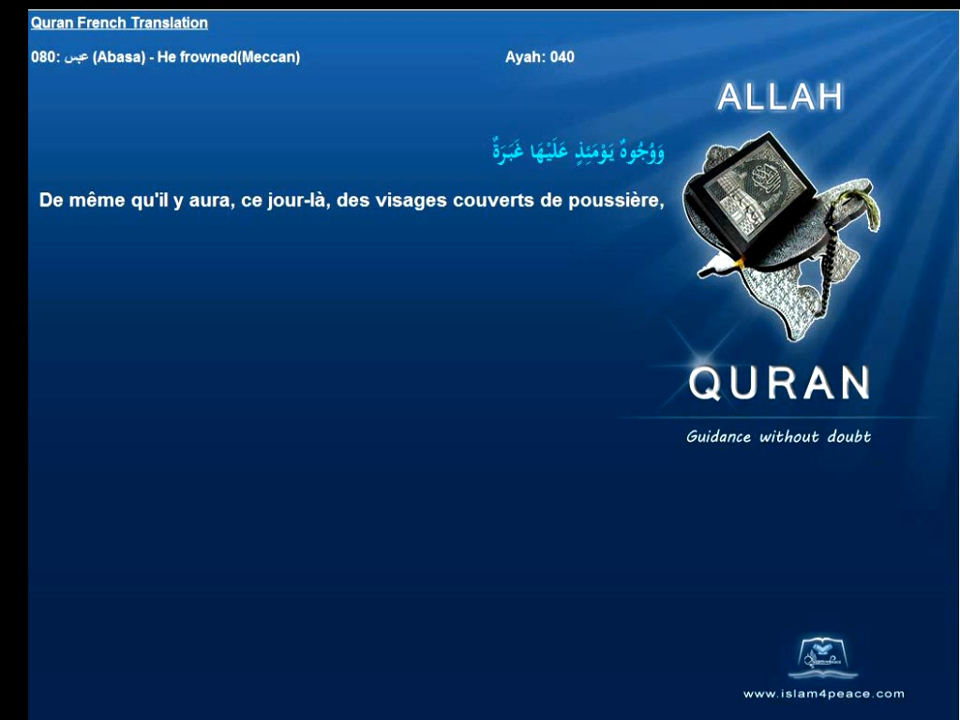 Quran French Translation
080: عبس (Abasa) - He frowned(Meccan) Ayah: 040
ALLAH
وَوُجُوهٌ يَوْمَئِذٍ عَلَيْهَا غَبَرَةٌ
De même qu'il y aura, ce jour-là, des visages couverts de poussière,
QURAN
Guidance without doubt
www.islam4peace.com